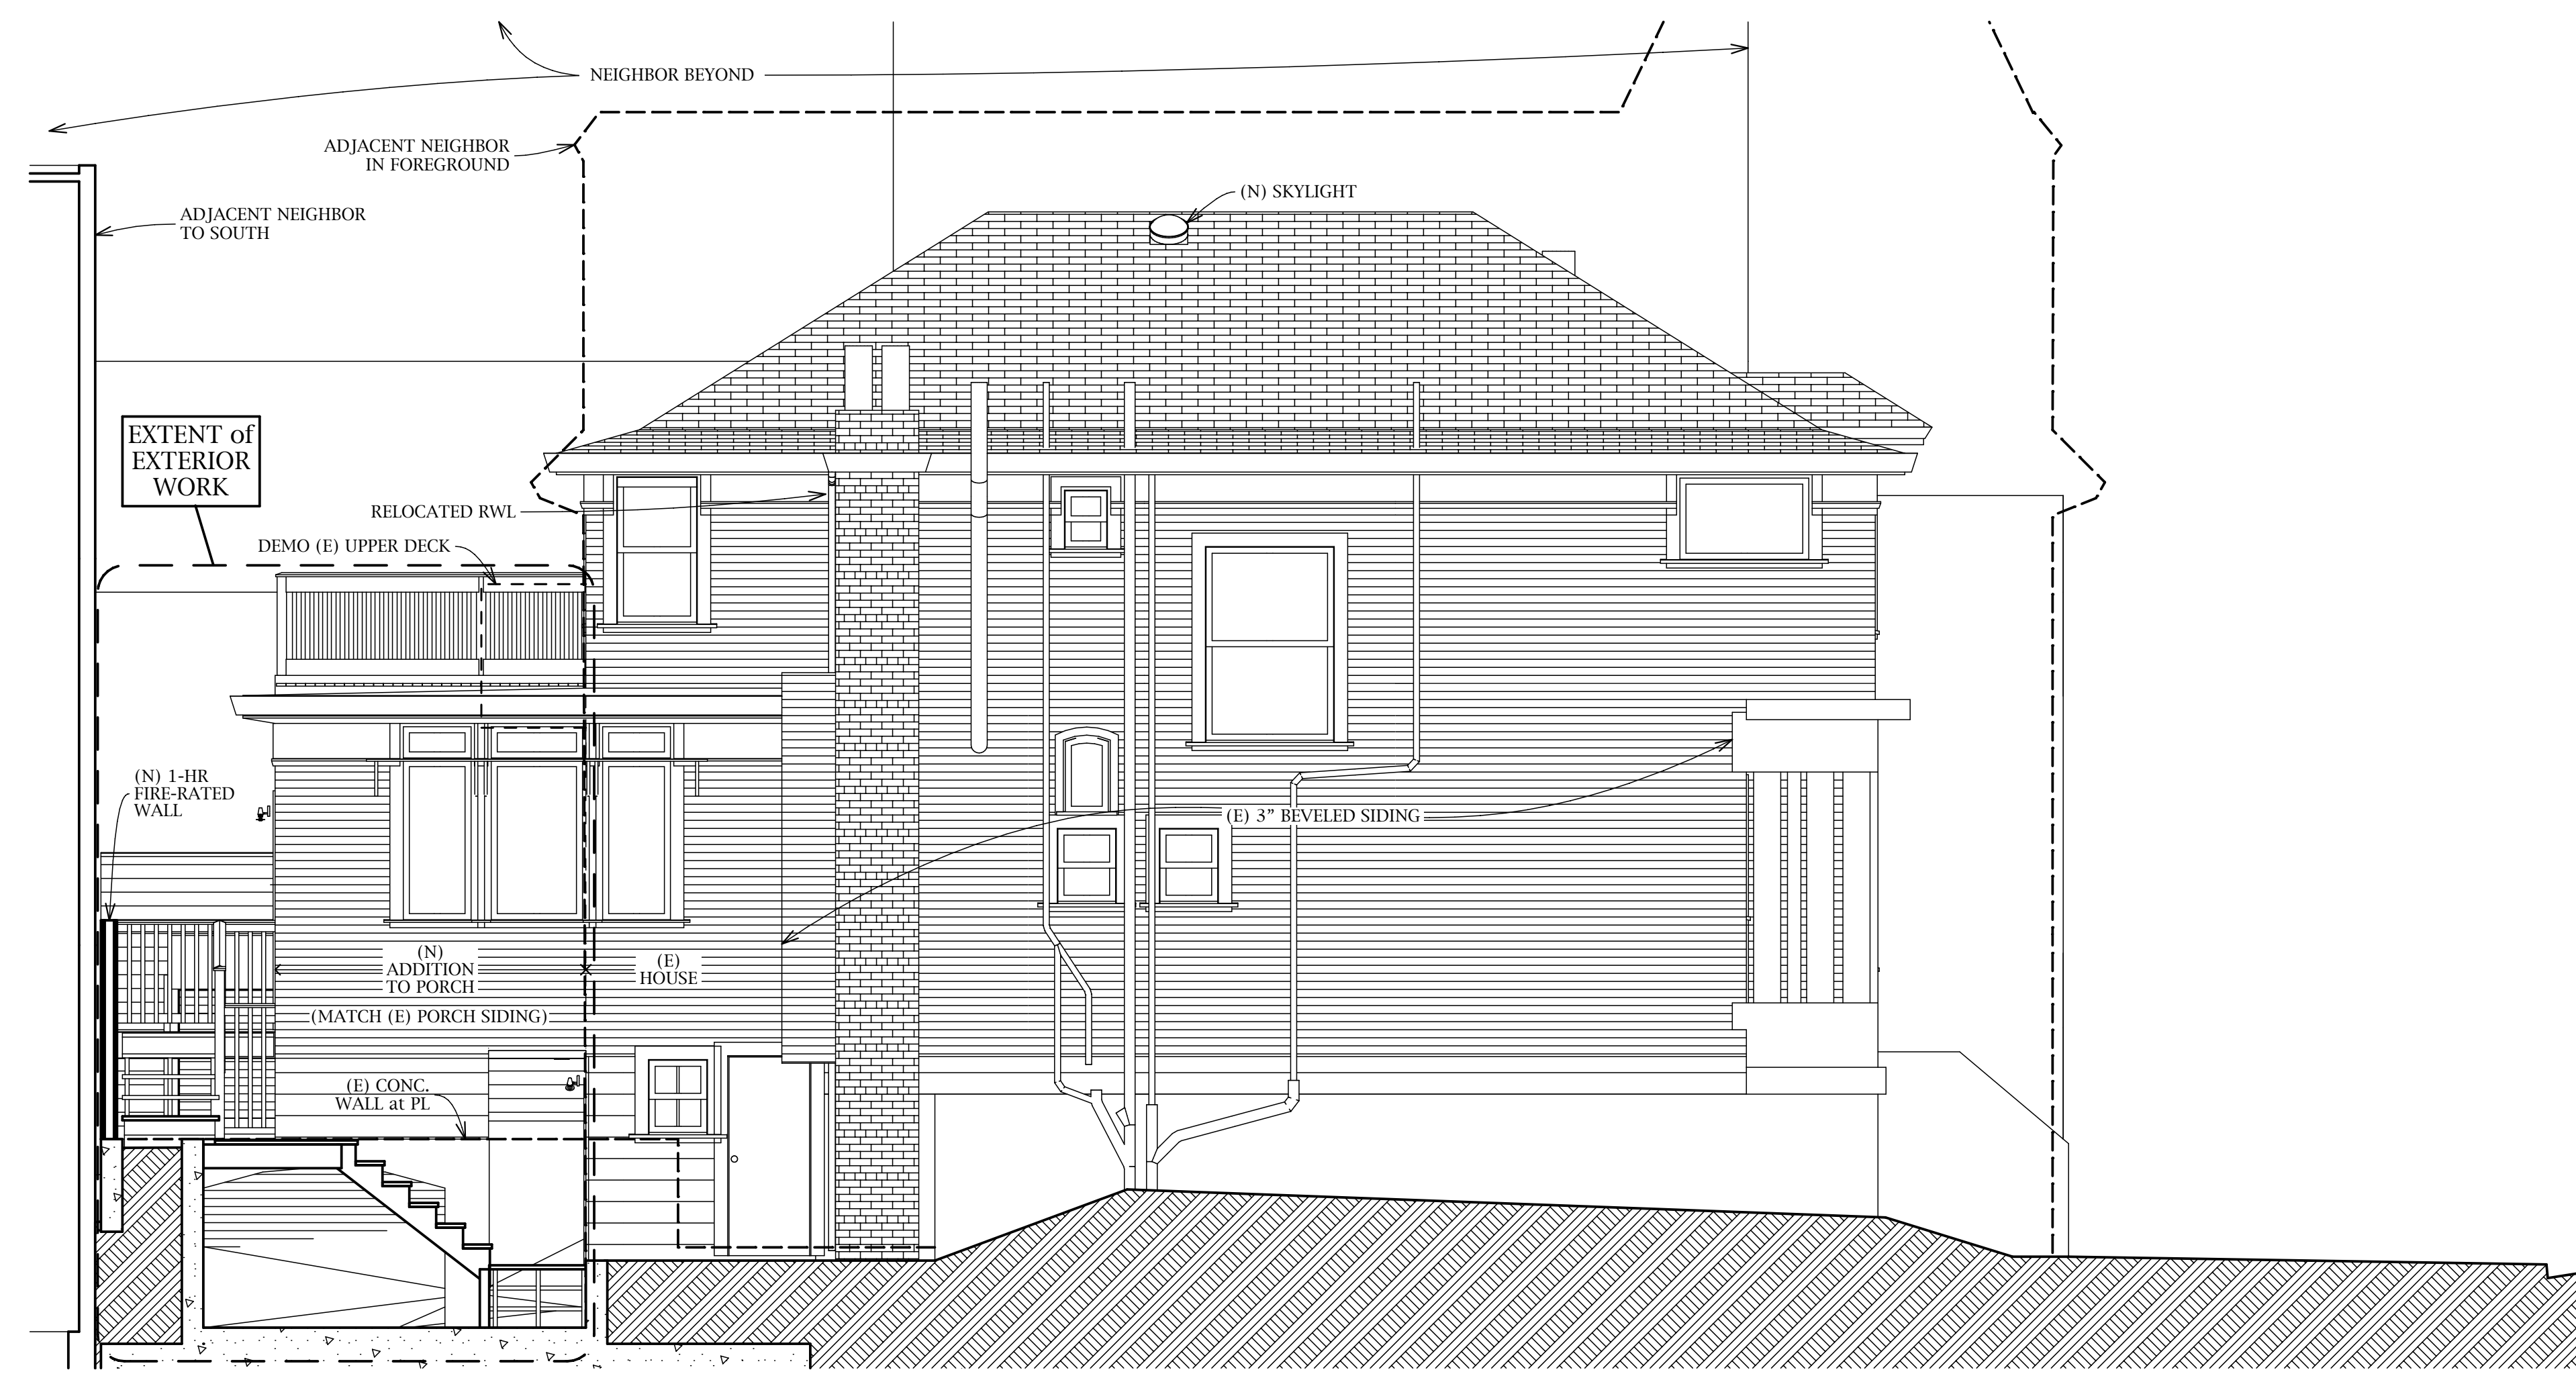 NEIGHBOR BEYOND
ADJACENT NEIGHBOR
IN FOREGROUND
(N) SKYLIGHT
ADJACENT NEIGHBOR
TO SOUTH
EXTENT of
EXTERIOR
WORK
RELOCATED RWL
DEMO (E) UPPER DECK
(N) 1-HR
FIRE-RATED
WALL
(E) 3” BEVELED SIDING
(N)
ADDITION
TO PORCH
(E)
HOUSE
(MATCH (E) PORCH SIDING)
(E) CONC.
WALL at PL